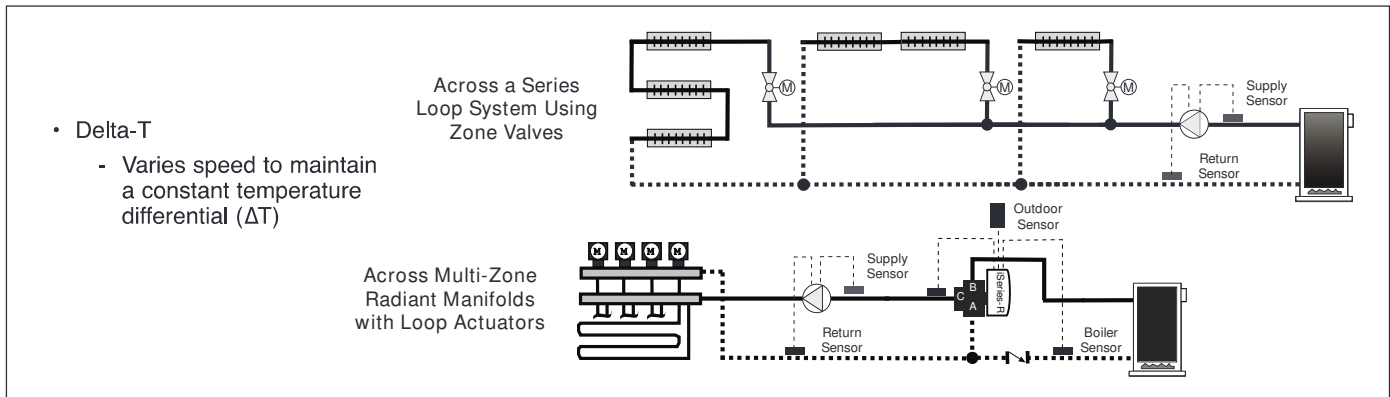 • Delta-T
- Varies speed to maintain
a constant temperature
differential (ΔT)
Across a Series
Loop System Using
Zone Valves
M
M
M
Supply
Sensor
Return
Sensor
Across Multi-Zone
Radiant Manifolds
with Loop Actuators
M M M M
Supply
Sensor
Return
Sensor
Outdoor
Sensor
B
C
A
iSeries-R
Boiler
Sensor